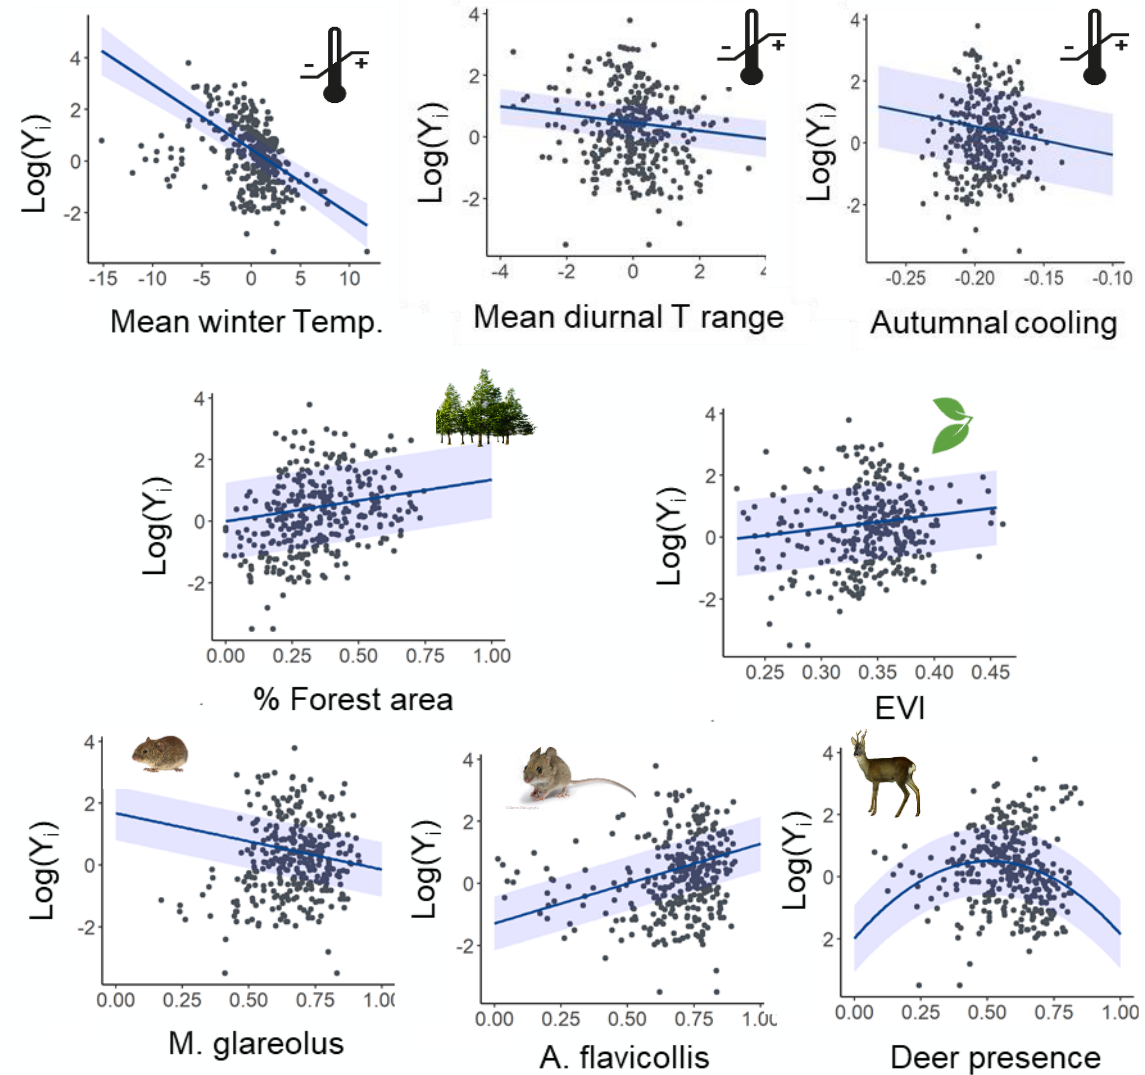 Log(Yi)
4
2
0
-2
-15 -10 -5 0 5 10
Mean winter Temp.
- +
Log(Yi)
4
2
0
-2
-4 -2 0 2 4
Mean diurnal T range
- +
Log(Yi)
4
2
0
-2
-0.25 -0.20 -0.15 -0.10
Autumnal cooling
- +
Log(Yi)
4
2
0
-2
0.00 0.25 0.50 0.75 1.00
% Forest area
Log(Yi)
4
2
0
-2
0.25 0.30 0.35 0.40 0.45
EVI
Log(Yi)
4
2
0
-2
0.00 0.25 0.50 0.75 1.00
M. glareolus
Log(Yi)
4
2
0
-2
0.00 0.25 0.50 0.75 1.00
A. flavicollis
Log(Yi)
4
2
0
2
0.00 0.25 0.50 0.75 1.00
Deer presence